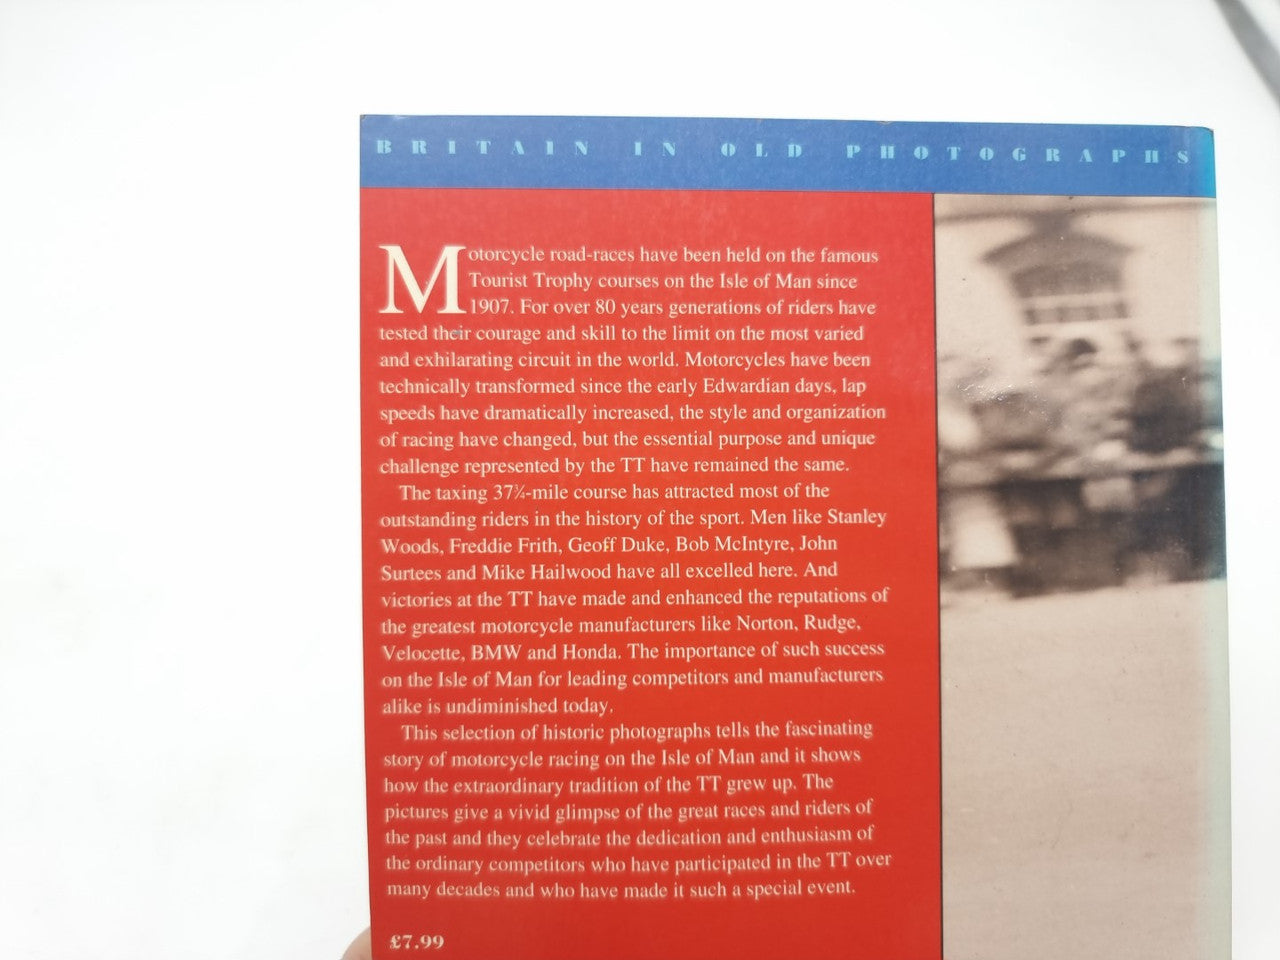 BRITAIN IN OLD PHOTOGRAPHS
Motorcycle road-races have been held on the famous
Tourist Trophy courses on the Isle of Man since
1907. For over 80 years generations of riders have
tested their courage and skill to the limit on the most varied
and exhilarating circuit in the world. Motorcycles have been
technically transformed since the early Edwardian days, lap
speeds have dramatically increased, the style and organization
of racing have changed, but the essential purpose and unique
challenge represented by the TT have remained the same.
The taxing 37¾-mile course has attracted most of the
outstanding riders in the history of the sport. Men like Stanley
Woods, Freddie Frith, Geoff Duke, Bob McIntyre, John
Surtees and Mike Hailwood have all excelled here. And
victories at the TT have made and enhanced the reputations of
the greatest motorcycle manufacturers like Norton, Rudge,
Velocette, BMW and Honda. The importance of such success
on the Isle of Man for leading competitors and manufacturers
alike is undiminished today.
This selection of historic photographs tells the fascinating
story of motorcycle racing on the Isle of Man and it shows
how the extraordinary tradition of the TT grew up. The
pictures give a vivid glimpse of the great races and riders of
the past and they celebrate the dedication and enthusiasm of
the ordinary competitors who have participated in the TT over
many decades and who have made it such a special event.
£7.99